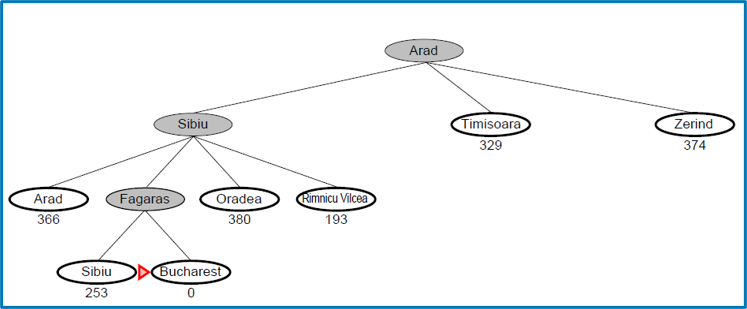 Arad
Sibiu
Timisoara
Zerind
329
374
Arad
Fagaras
Oradea
Rimnicu Vilcea
366
380
193
Sibiu
Bucharest
253
0